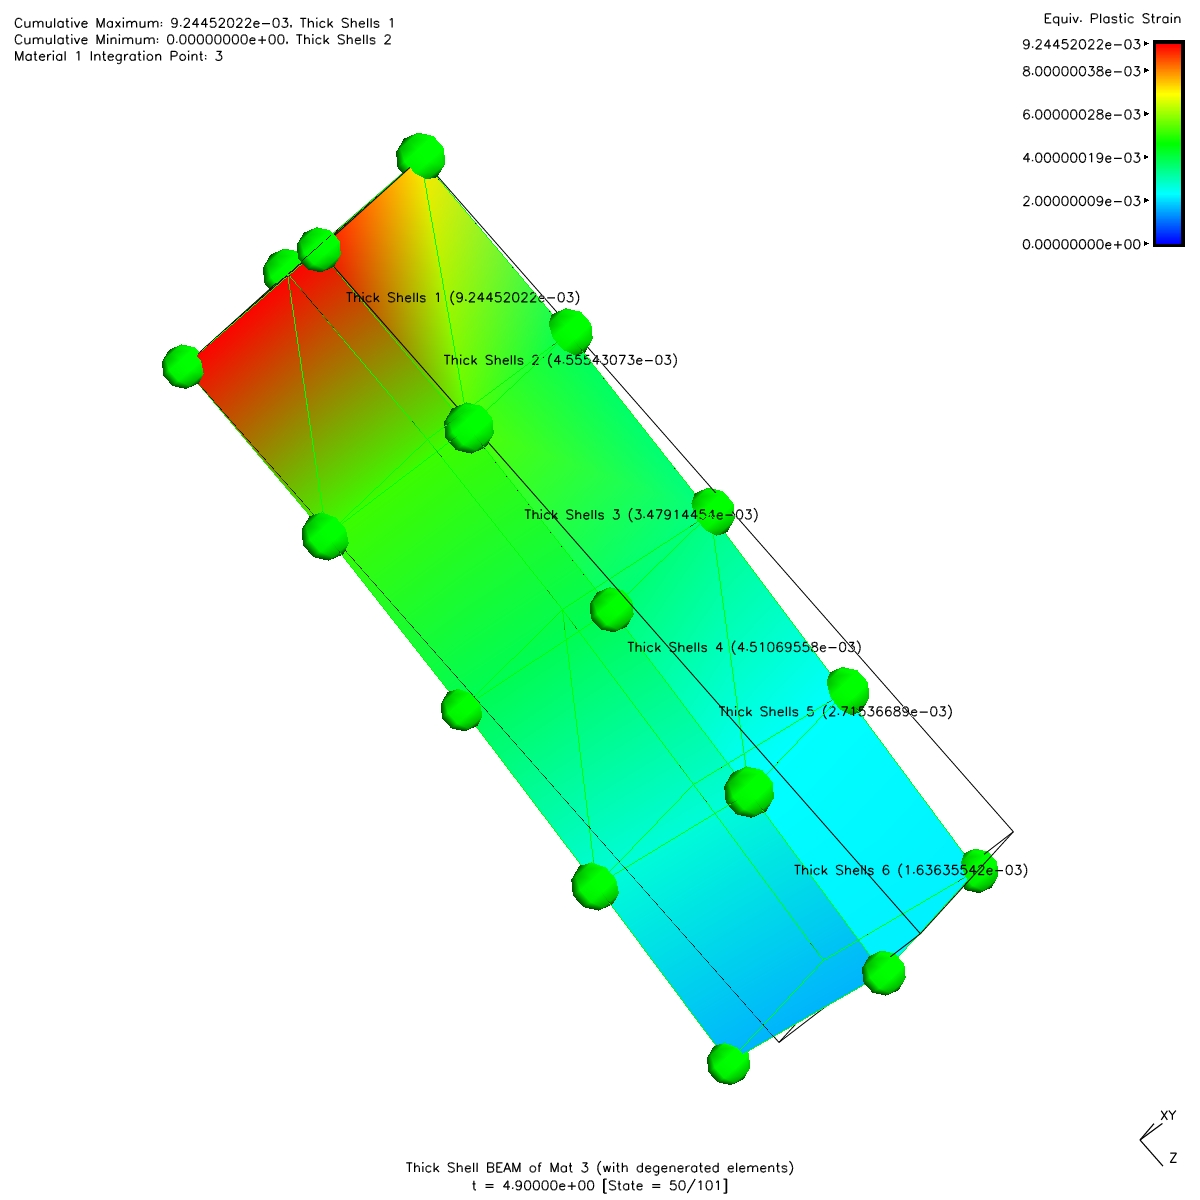 Cumulative Maximum: 9.24452022e-03, Thick Shells 1
Cumulative Minimum: 0.00000000e+00, Thick Shells 2
Material 1 Integration Point: 3
Equiv. Plastic Strain
9.24452022e-03
8.00000038e-03
6.00000028e-03
4.00000019e-03
2.00000009e-03
0.00000000e+00
Thick Shells 1 (9.24452022e-03)
Thick Shells 2 (4.55543073e-03)
Thick Shells 3 (3.47914454e-03)
Thick Shells 4 (4.51069558e-03)
Thick Shells 5 (2.71536689e-03)
Thick Shells 6 (1.63635542e-03)
XY
Z
Thick Shell BEAM of Mat 3 (with degenerated elements)
t = 4.90000e+00 [State = 50/101]